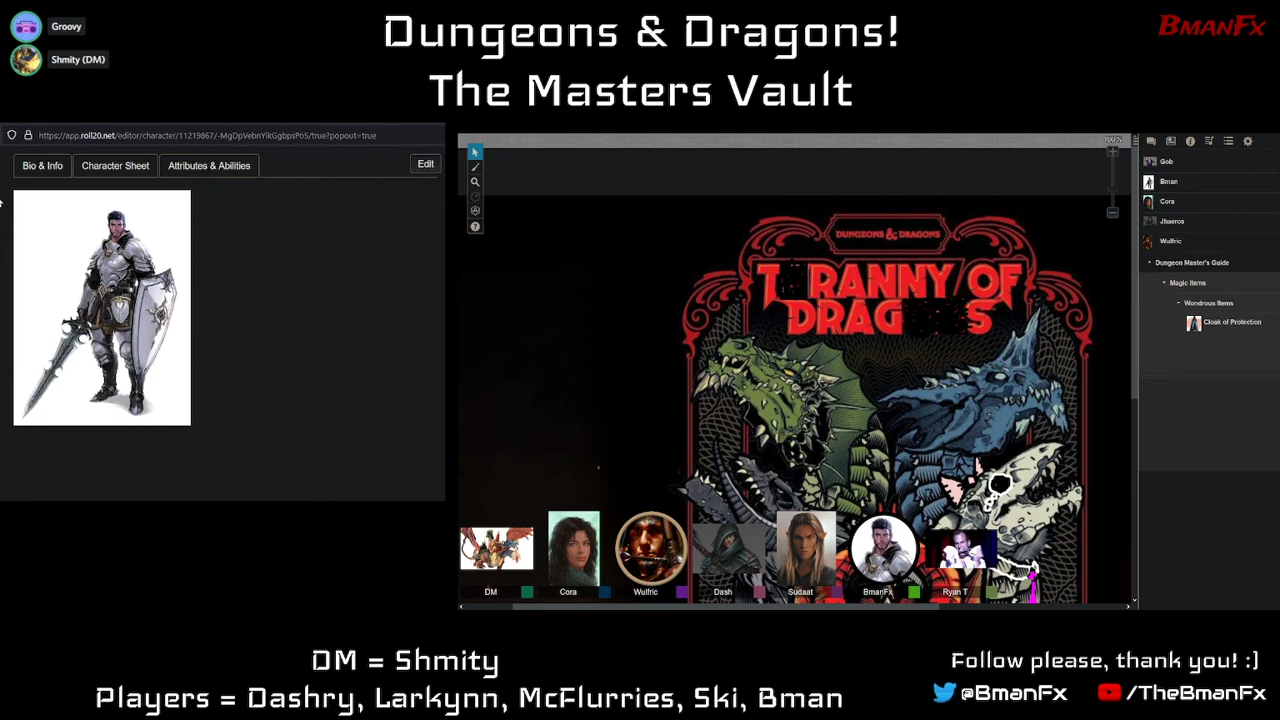 Groovy
Shmity (DM)
Dungeons & Dragons!
The Masters Vault
BmanFx
https://app.roll20.net/editor/character/11219867/-MgDpVebnYikGgbpsPo5/true?popout=true
Bio & Info
Character Sheet
Attributes & Abilities
Edit
100%
DUNGEONS & DRAGONS
TYRANNY OF
DRAG S
Gob
Bman
Cora
Jhaeros
Wulfric
Dungeon Master's Guide
Magic Items
Wondrous Items
Cloak of Protection
DM
Cora
Wulfric
Dash
Sudaat
BmanFx
Ryan T
DM = Shmity
Players = Dashry, Larkynn, McFlurries, Ski, Bman
Follow please, thank you! :)
@BmanFx
/TheBmanFx